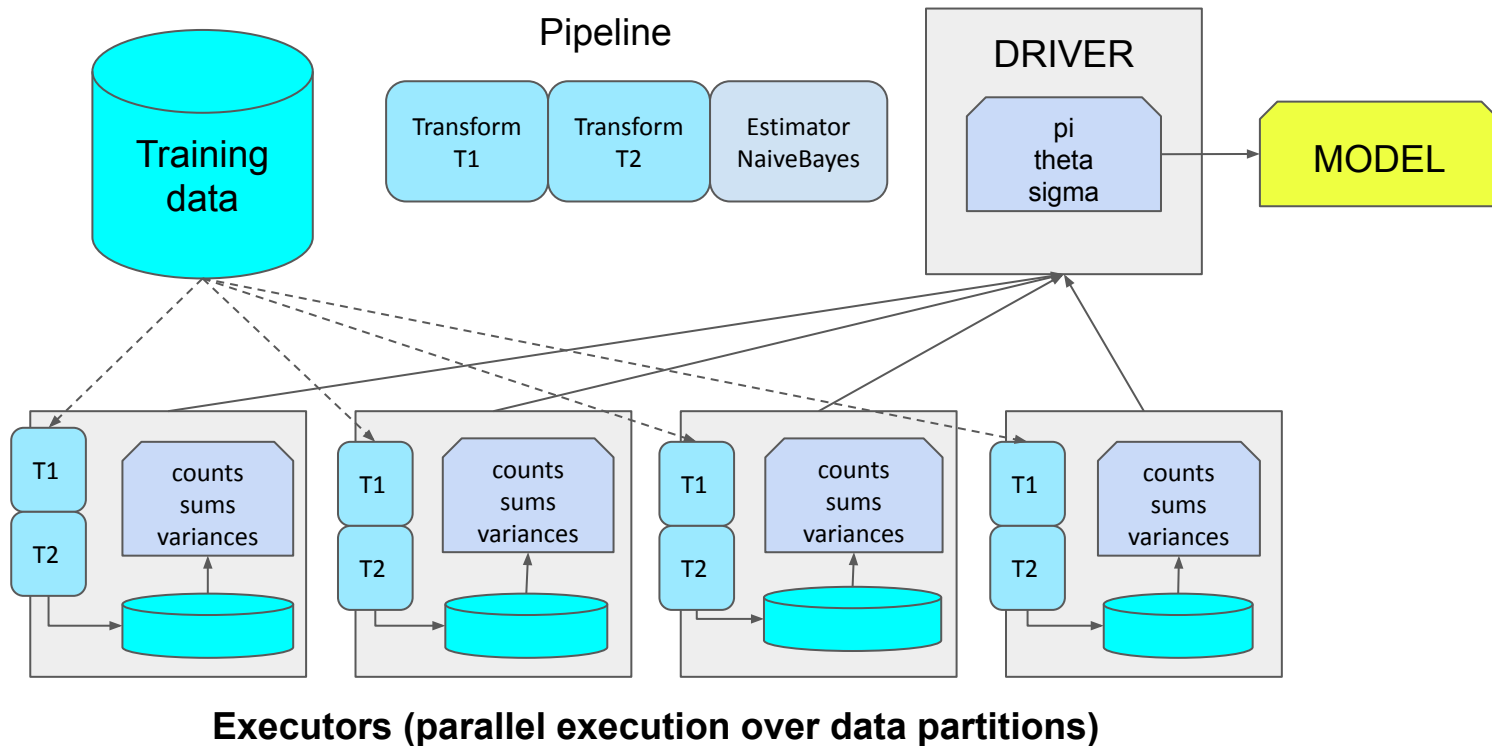 Pipeline
DRIVER
Training
data
Transform
T1
Transform
T2
Estimator
NaiveBayes
pi
theta
sigma
MODEL
T1
T2
counts
sums
variances
T1
T2
counts
sums
variances
T1
T2
counts
sums
variances
T1
T2
counts
sums
variances
Executors (parallel execution over data partitions)